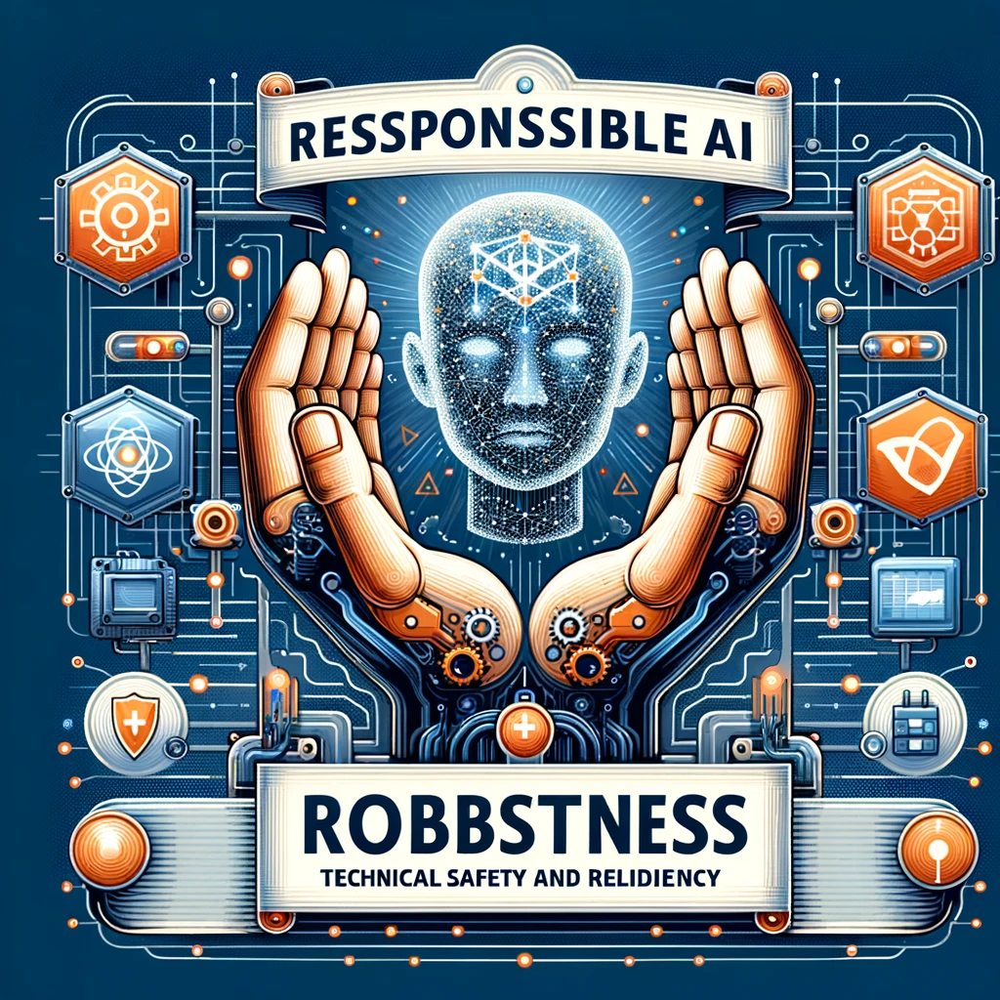 RESSPONSSIBLE AI
ROBBSTNESS
TECHNICAL SAFETY AND RELIDIENCY